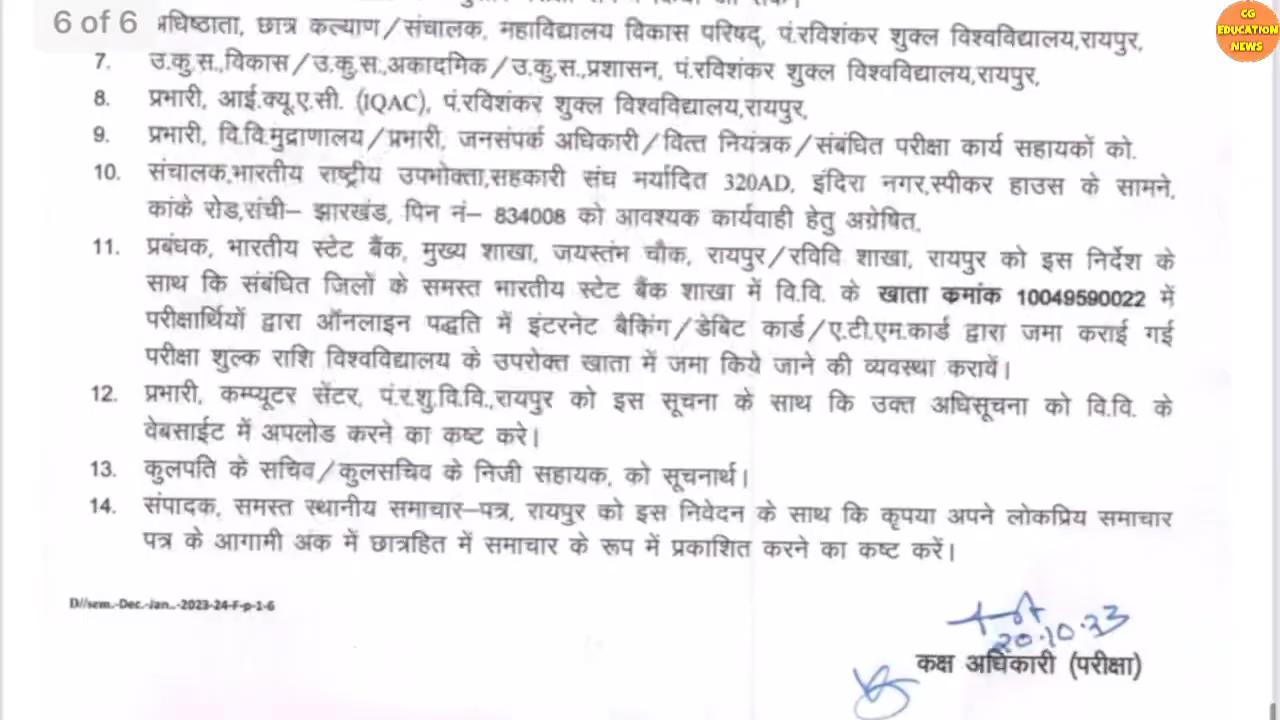 6 of 6
CG
EDUCATION
NEWS
अधिष्ठाता, छात्र कल्याण/संचालक, महाविद्यालय विकास परिषद्, पं.रविशंकर शुक्ल विश्वविद्यालय,रायपुर,
7. उ.कु.स.,विकास/उ.कु.स.,अकादमिक/उ.कु.स.,प्रशासन, पं.रविशंकर शुक्ल विश्वविद्यालय,रायपुर,
8. प्रभारी, आई.क्यू.ए.सी. (IQAC), पं.रविशंकर शुक्ल विश्वविद्यालय,रायपुर,
9. प्रभारी, वि.वि.मुद्राणालय/प्रभारी, जनसंपर्क अधिकारी/वित्त नियंत्रक/संबंधित परीक्षा कार्य सहायकों को.
10. संचालक,भारतीय राष्ट्रीय उपभोक्ता,सहकारी संघ मर्यादित 320AD, इंदिरा नगर,स्पीकर हाउस के सामने,
कांके रोड,रांची– झारखंड, पिन नं– 834008 को आवश्यक कार्यवाही हेतु अग्रेषित,
11. प्रबंधक, भारतीय स्टेट बैंक, मुख्य शाखा, जयस्तंभ चौक, रायपुर/रविवि शाखा, रायपुर को इस निर्देश के
साथ कि संबंधित जिलों के समस्त भारतीय स्टेट बैंक शाखा में वि.वि. के खाता कमांक 10049590022 में
परीक्षार्थियों द्वारा ऑनलाइन पद्धति में इंटरनेट बैकिंग/डेबिट कार्ड/ए.टी.एम.कार्ड द्वारा जमा कराई गई
परीक्षा शुल्क राशि विश्वविद्यालय के उपरोक्त खाता में जमा किये जाने की व्यवस्था करावें।
12. प्रभारी, कम्प्यूटर सेंटर, पं.र.शु.वि.वि.,रायपुर को इस सूचना के साथ कि उक्त अधिसूचना को वि.वि. के
वेबसाईट में अपलोड करने का कष्ट करे।
13. कुलपति के सचिव/कुलसचिव के निजी सहायक, को सूचनार्थ।
14. संपादक, समस्त स्थानीय समाचार–पत्र, रायपुर को इस निवेदन के साथ कि कृपया अपने लोकप्रिय समाचार
पत्र के आगामी अंक में छात्रहित में समाचार के रूप में प्रकाशित करने का कष्ट करें।
D//sem.-Dec.-Jan..-2023-24-F-p-1-6
20.10.23
कक्ष अधिकारी (परीक्षा)